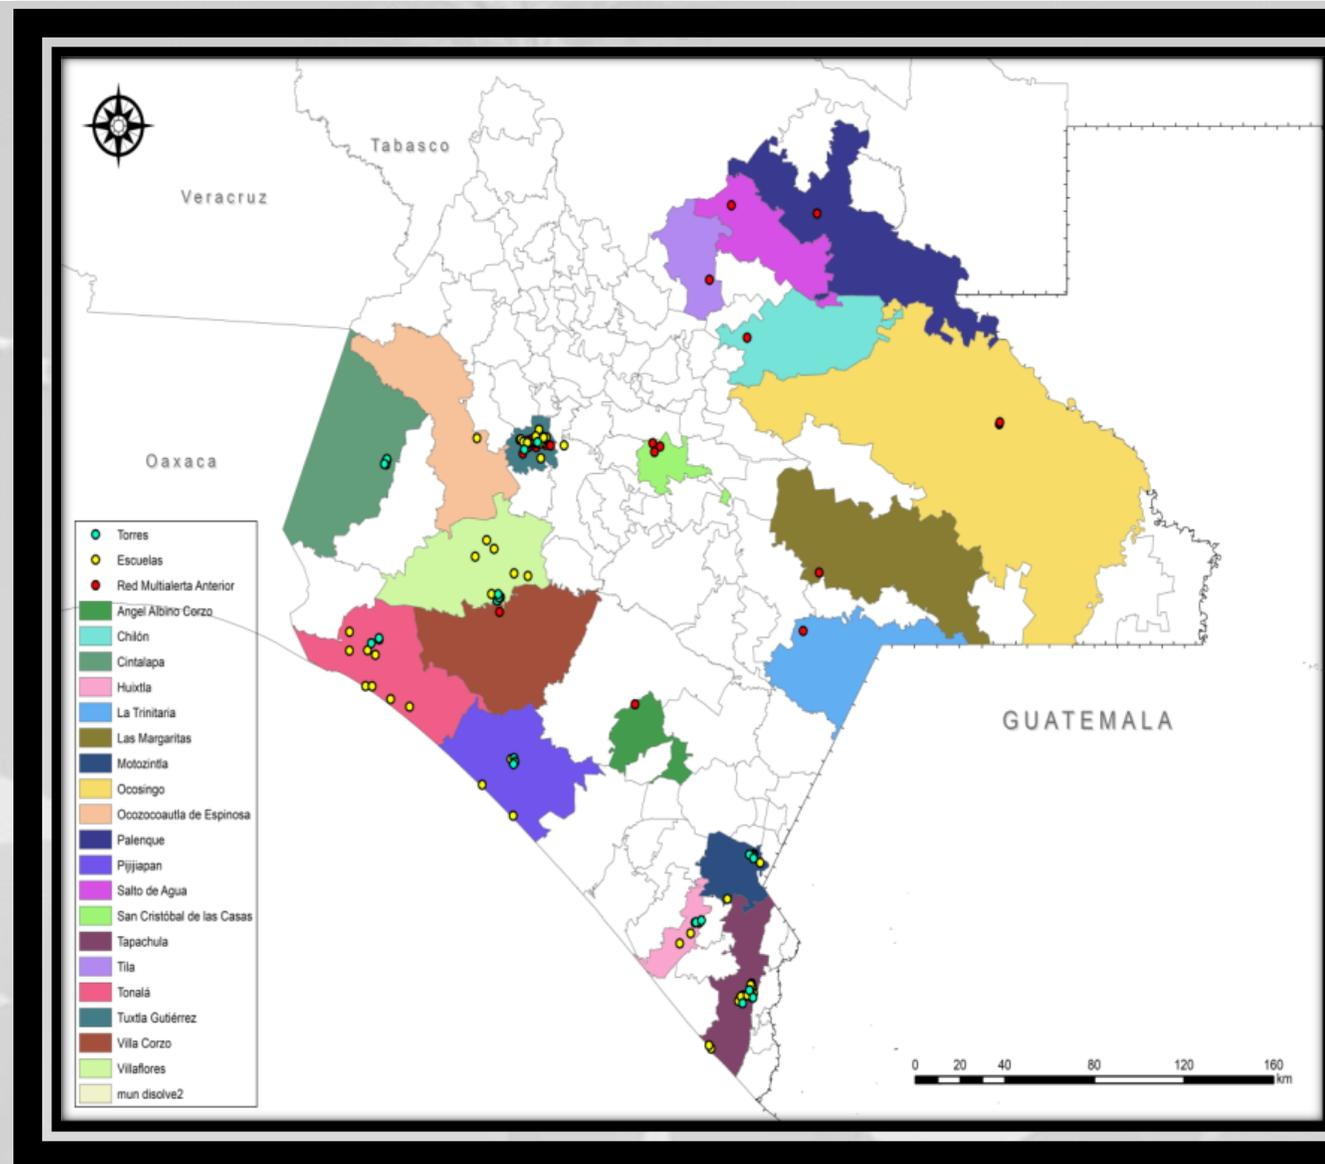 Tabasco
Veracruz
Oaxaca
GUATEMALA
Torres
Escuelas
Red Multialerta Anterior
Angel Albino Corzo
Chilón
Cintalapa
Huixtla
La Trinitaria
Las Margaritas
Motozintla
Ocosingo
Ocozocoautla de Espinosa
Palenque
Pijijiapan
Salto de Agua
San Cristóbal de las Casas
Tapachula
Tila
Tonalá
Tuxtla Gutiérrez
Villa Corzo
Villaflores
mun disolve2
0 20 40 80 120 160
km